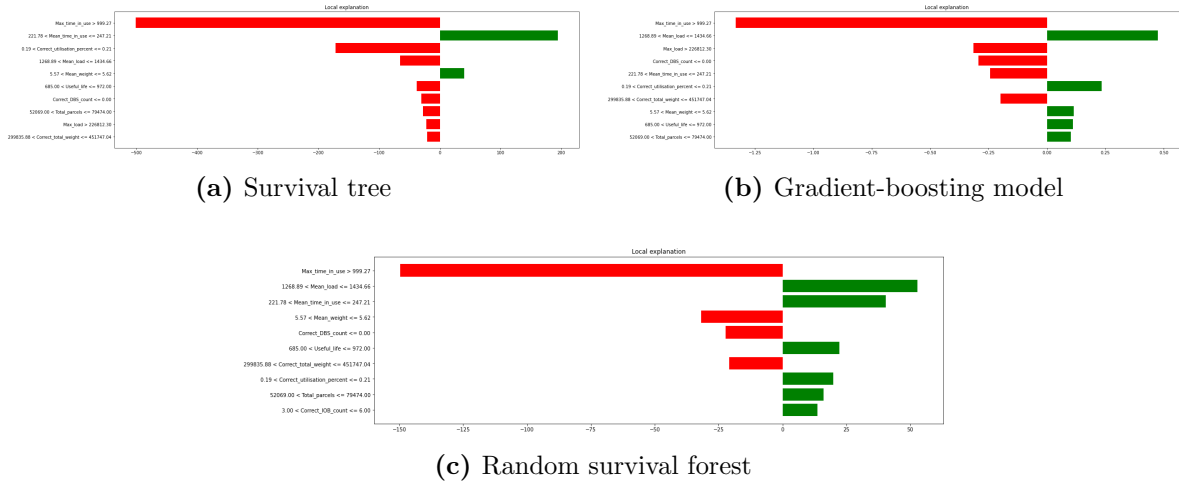 Local explanation
Max_time_in_use > 999.27
221.78 < Mean_time_in_use <= 247.21
0.19 < Correct_utilisation_percent <= 0.21
1268.89 < Mean_load <= 1434.66
5.57 < Mean_weight <= 5.62
685.00 < Useful_life <= 972.00
Correct_DBS_count <= 0.00
52069.00 < Total_parcels <= 79474.00
Max_load > 226812.30
299835.88 < Correct_total_weight <= 451747.04
−500 −400 −300 −200 −100 0 100 200
(a) Survival tree
Local explanation
Max_time_in_use > 999.27
1268.89 < Mean_load <= 1434.66
Max_load > 226812.30
Correct_DBS_count <= 0.00
221.78 < Mean_time_in_use <= 247.21
0.19 < Correct_utilisation_percent <= 0.21
299835.88 < Correct_total_weight <= 451747.04
5.57 < Mean_weight <= 5.62
685.00 < Useful_life <= 972.00
52069.00 < Total_parcels <= 79474.00
−1.25 −1.00 −0.75 −0.50 −0.25 0.00 0.25 0.50
(b) Gradient-boosting model
Local explanation
Max_time_in_use > 999.27
1268.89 < Mean_load <= 1434.66
221.78 < Mean_time_in_use <= 247.21
5.57 < Mean_weight <= 5.62
Correct_DBS_count <= 0.00
685.00 < Useful_life <= 972.00
299835.88 < Correct_total_weight <= 451747.04
0.19 < Correct_utilisation_percent <= 0.21
52069.00 < Total_parcels <= 79474.00
3.00 < Correct_IOB_count <= 6.00
−150 −125 −100 −75 −50 −25 0 25 50
(c) Random survival forest